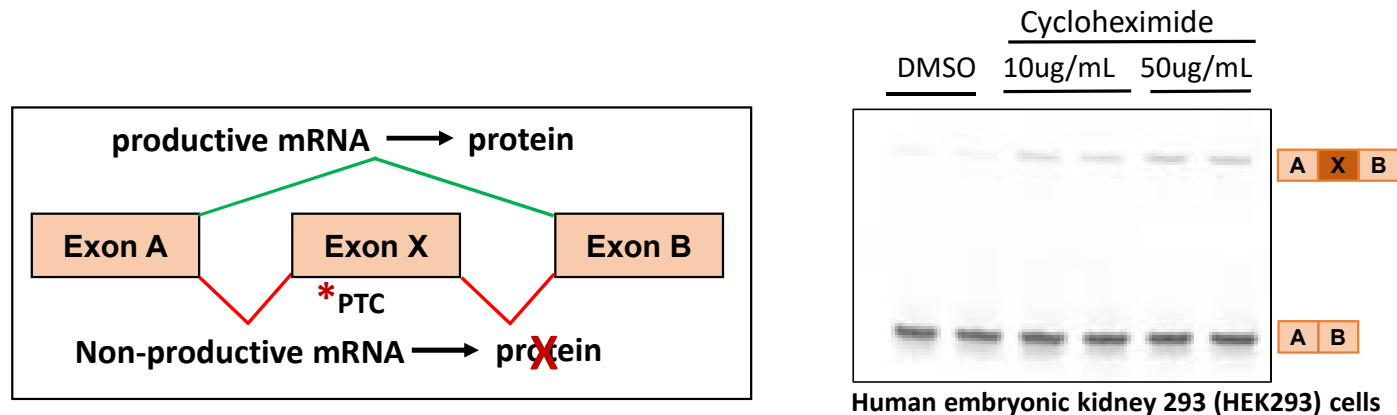 productive mRNA protein
Exon A Exon X Exon B
*PTC
Non-productive mRNA protein
X
Cycloheximide
DMSO 10ug/mL 50ug/mL
A X B
A B
Human embryonic kidney 293 (HEK293) cells